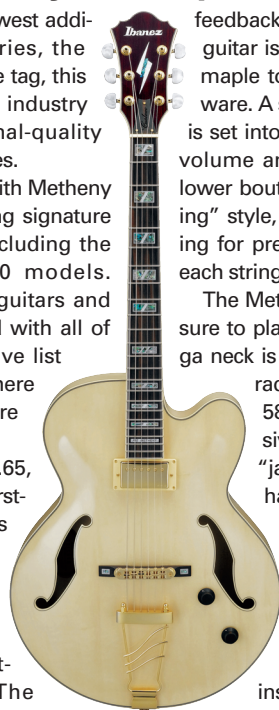 west addi-
ries, the
e tag, this
industry
nal-quality
es.
ith Metheny
ng signature
cluding the
0 models.
guitars and
d with all of
ve list
here
re
.65,
rst-
s
t-
The
Ibanez
feedback
guitar is
maple to
ware. A s
is set into
volume an
lower bout
ing” style,
ing for pre
each string
The Met
sure to pla
ga neck is
rad
58
siv
“ja
ha
ins